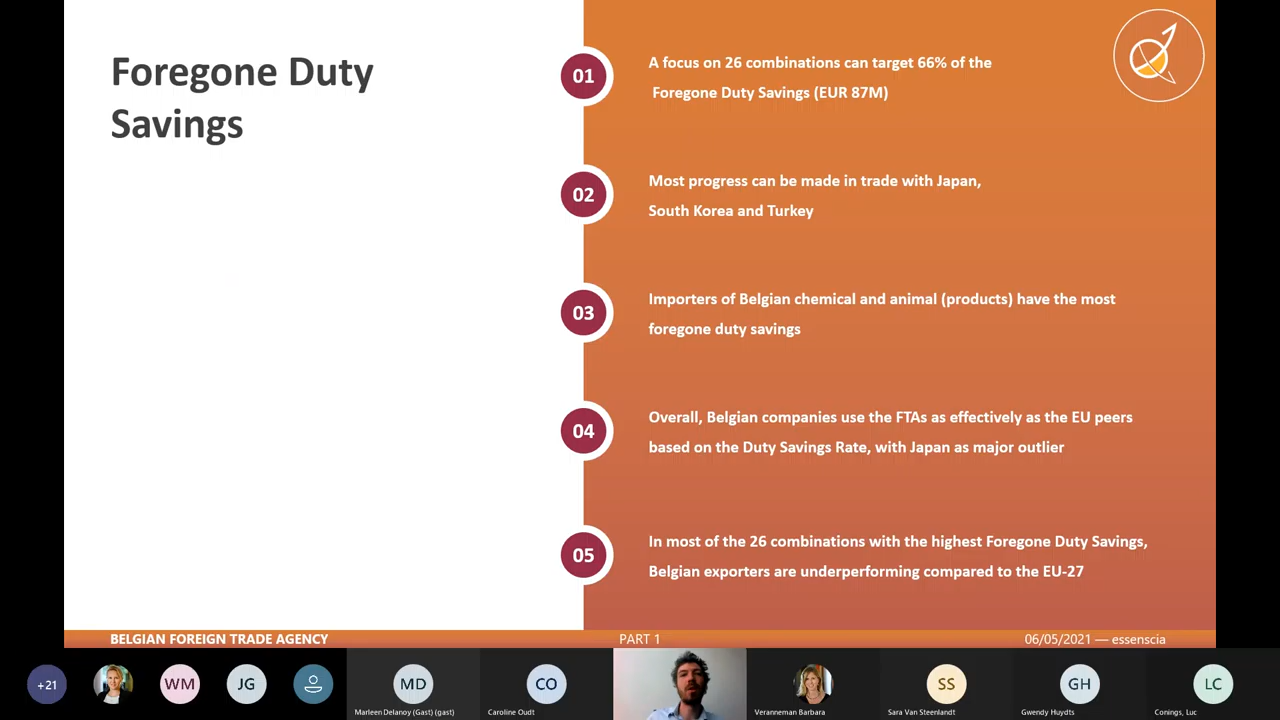 Foregone Duty
Savings
01
A focus on 26 combinations can target 66% of the
Foregone Duty Savings (EUR 87M)
02
Most progress can be made in trade with Japan,
South Korea and Turkey
03
Importers of Belgian chemical and animal (products) have the most
foregone duty savings
04
Overall, Belgian companies use the FTAs as effectively as the EU peers
based on the Duty Savings Rate, with Japan as major outlier
05
In most of the 26 combinations with the highest Foregone Duty Savings,
Belgian exporters are underperforming compared to the EU-27
BELGIAN FOREIGN TRADE AGENCY
PART 1
06/05/2021 — essenscia
+21
WM
JG
MD
Marleen Delanoy (Gast) (gast)
CO
Caroline Oudt
Veranneman Barbara
SS
Sara Van Steenlandt
GH
Gwendy Huydts
LC
Conings, Luc